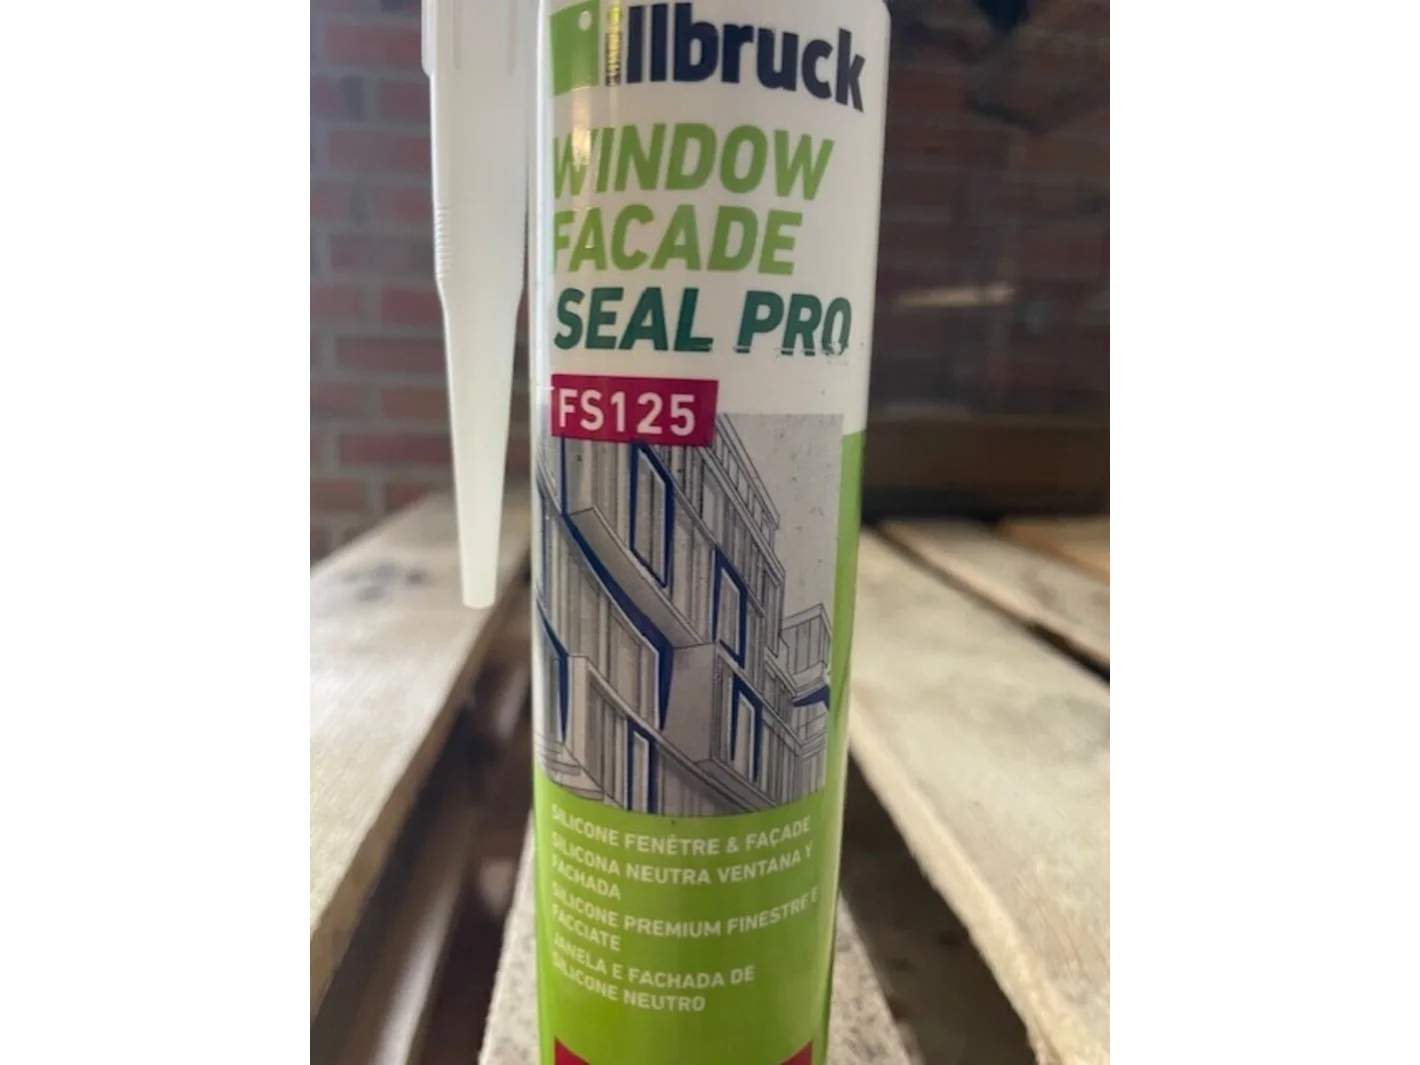 illbruck
WINDOW
FACADE
SEAL PRO
FS125
SILICONE FENÊTRE & FAÇADE
SILICONA NEUTRA VENTANA Y
FACHADA
SILICONE PREMIUM FINESTRE E
FACCIATE
JANELA E FACHADA DE
SILICONE NEUTRO